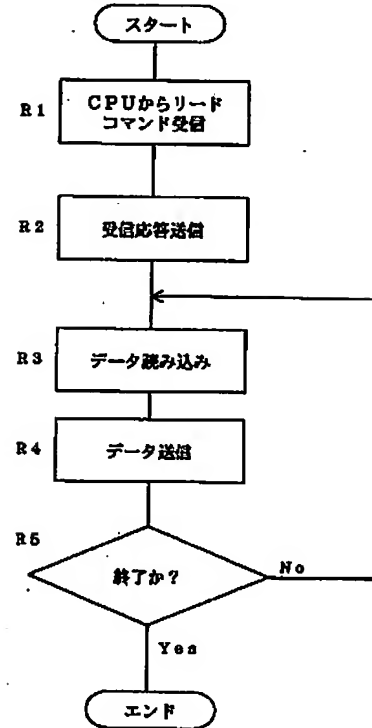 スタート
R1
CPUからリード
コマンド受信
R2
受信応答送信
R3
データ読み込み
R4
データ送信
R5
終了か？
No
Yes
エンド